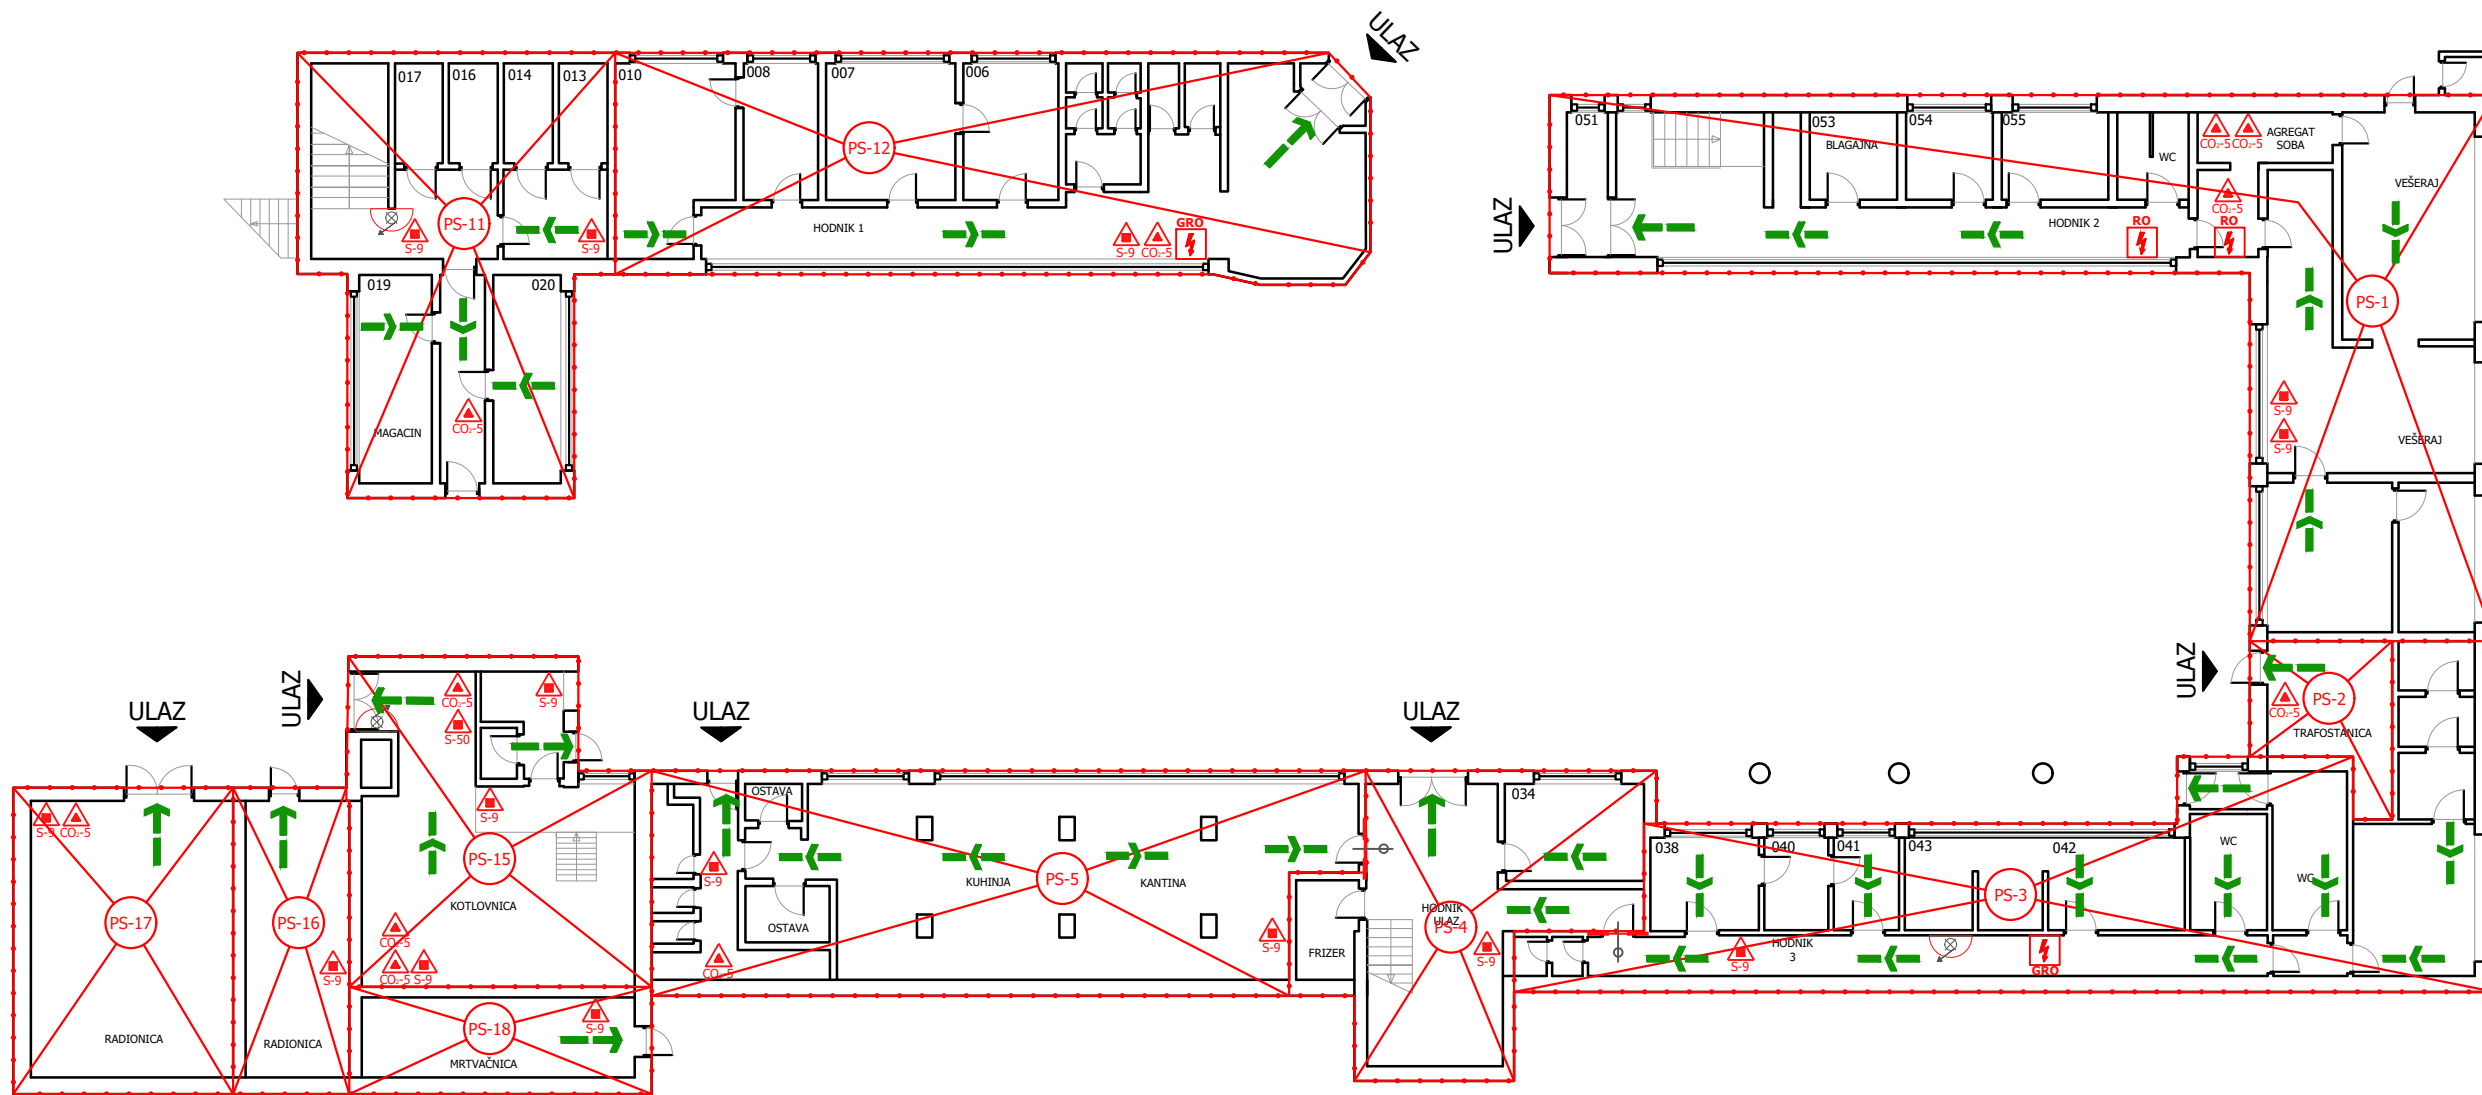 ULAZ
017
016
014
013
010
008
007
006
PS-12
PS-11
S-9
S-9
HODNIK 1
S-9
CO₂-5
GRO
019
020
MAGACIN
CO₂-5
ULAZ
051
053
BLAGAJNA
054
055
WC
CO₂-5
CO₂-5
AGREGAT
SOBA
VEŠERAJ
CO₂-5
HODNIK 2
RO
RO
PS-1
S-9
S-9
VEŠERAJ
ULAZ
PS-2
CO₂-5
TRAFOSTANICA
ULAZ
ULAZ
CO₂-5
S-50
S-9
ULAZ
ULAZ
S-9
CO₂-5
S-9
PS-15
KOTLOVNICA
PS-17
PS-16
CO₂-5
CO₂-5
S-9
S-9
RADIONICA
RADIONICA
PS-18
MRTVAČNICA
S-9
OSTAVA
S-9
OSTAVA
CO₂-5
KUHINJA
PS-5
KANTINA
S-9
FRIZER
034
HODNIK
ULAZ
PS-4
S-9
038
040
041
043
042
WC
WC
PS-3
HODNIK
3
S-9
GRO